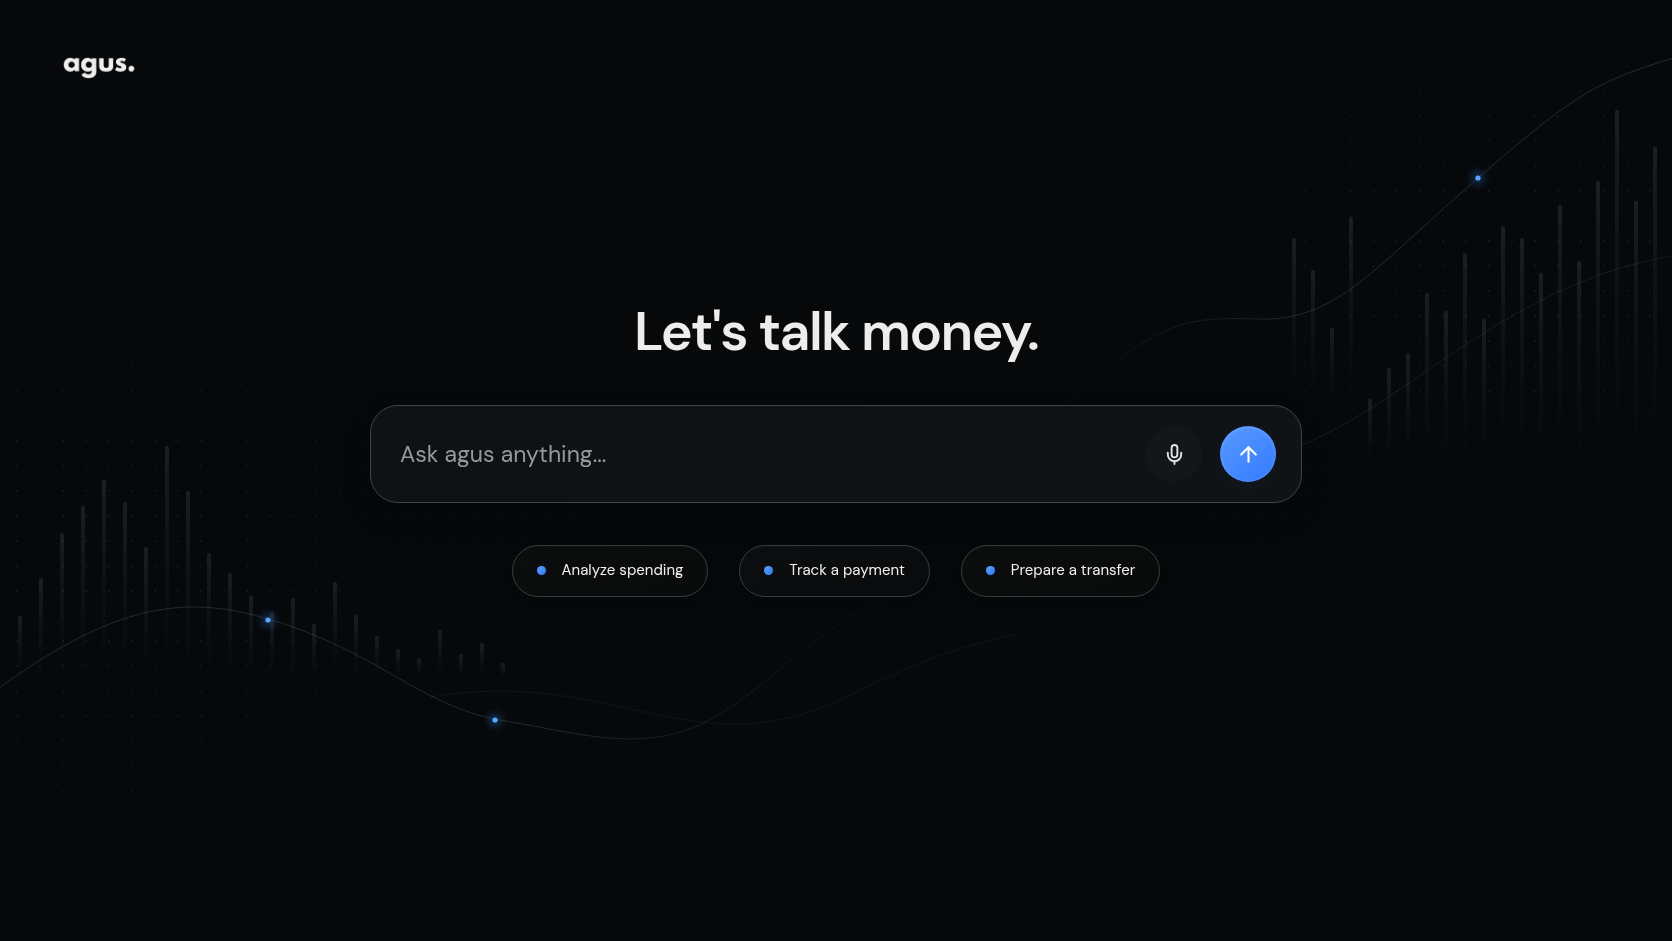 agus.
Let's talk money.
Ask agus anything...
Analyze spending
Track a payment
Prepare a transfer